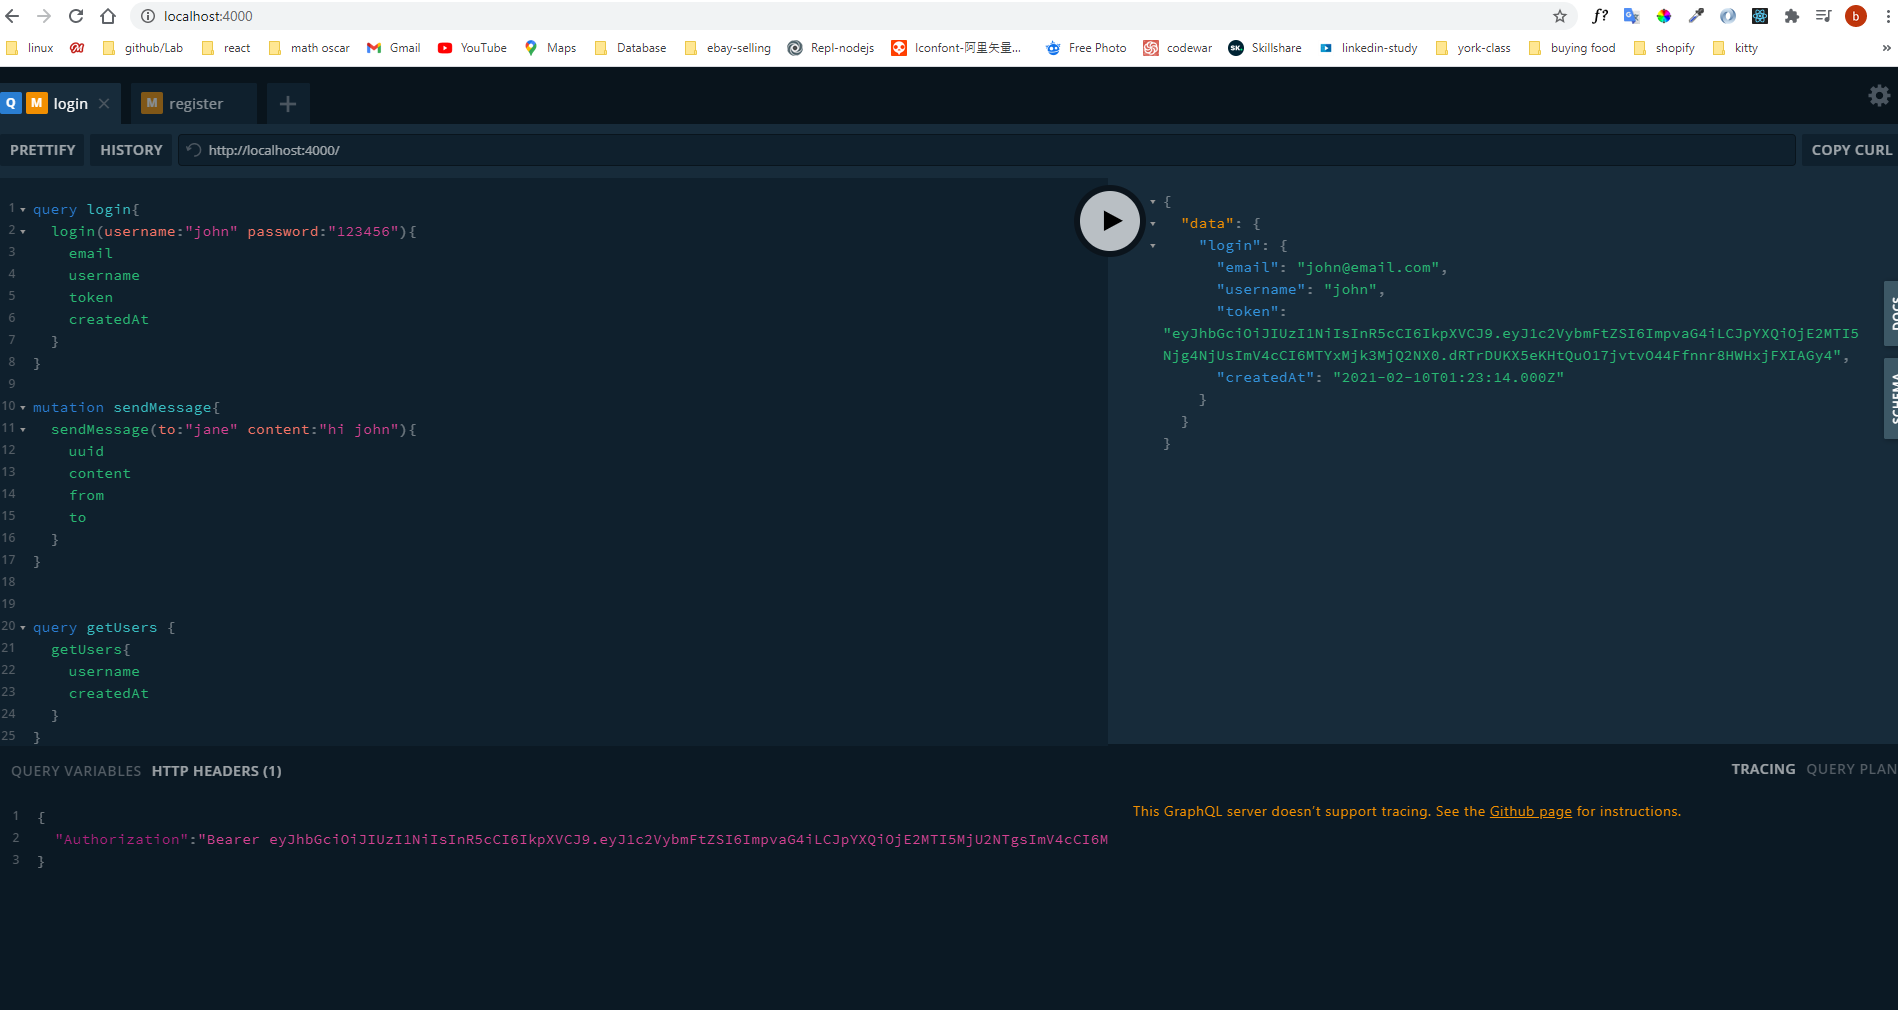 localhost:4000
f?
b
linux
github/Lab
react
math oscar
Gmail
YouTube
Maps
Database
ebay-selling
Repl-nodejs
Iconfont-阿里矢量...
Free Photo
codewar
SK.
Skillshare
linkedin-study
york-class
buying food
shopify
kitty
»
Q M login ×
M register
+
PRETTIFY
HISTORY
http://localhost:4000/
COPY CURL
1 query login{
2 login(username:"john" password:"123456"){
3 email
4 username
5 token
6 createdAt
7 }
8 }
9
10 mutation sendMessage{
11 sendMessage(to:"jane" content:"hi john"){
12 uuid
13 content
14 from
15 to
16 }
17 }
18
19
20 query getUsers {
21 getUsers{
22 username
23 createdAt
24 }
25 }
{
"data": {
"login": {
"email": "john@email.com",
"username": "john",
"token":
"eyJhbGciOiJIUzI1NiIsInR5cCI6IkpXVCJ9.eyJ1c2VybmFtZSI6ImpvaG4iLCJpYXQiOjE2MTI5
Njg4NjUsImV4cCI6MTYxMjk3MjQ2NX0.dRTrDUKX5eKHtQuO17jvtvO44Ffnnr8HWHxjFXIAGy4",
"createdAt": "2021-02-10T01:23:14.000Z"
}
}
}
DOCS
SCHEMA
QUERY VARIABLES
HTTP HEADERS (1)
1 {
2 "Authorization":"Bearer eyJhbGciOiJIUzI1NiIsInR5cCI6IkpXVCJ9.eyJ1c2VybmFtZSI6ImpvaG4iLCJpYXQiOjE2MTI5MjU2NTgsImV4cCI6M
3 }
TRACING
QUERY PLAN
This GraphQL server doesn't support tracing. See the Github page for instructions.